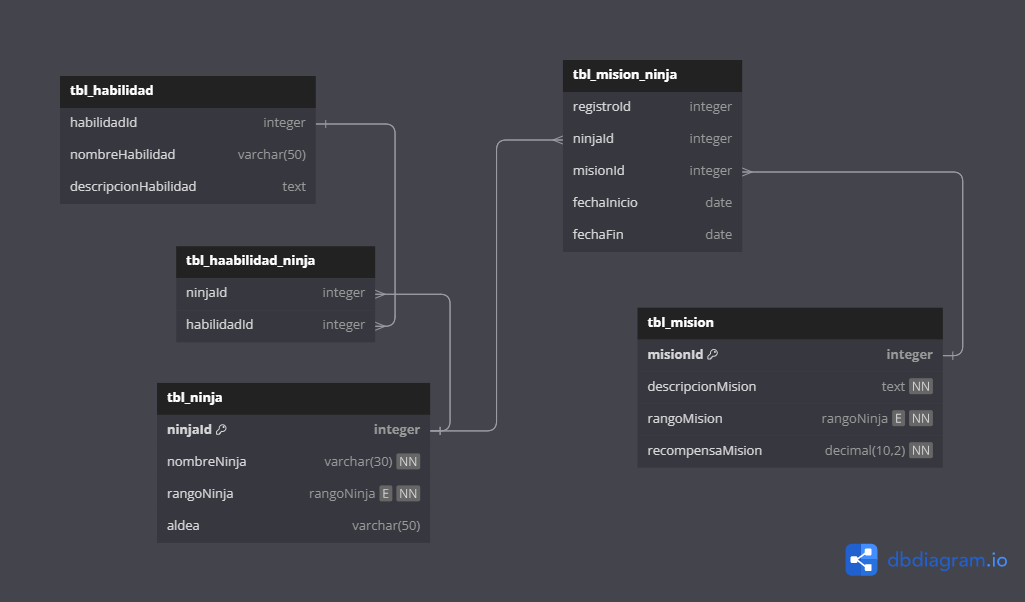 tbl_habilidad
habilidadId integer
nombreHabilidad varchar(50)
descripcionHabilidad text
tbl_haabilidad_ninja
ninjaId integer
habilidadId integer
tbl_ninja
ninjaId integer
nombreNinja varchar(30) NN
rangoNinja rangoNinja E NN
aldea varchar(50)
tbl_mision_ninja
registroId integer
ninjaId integer
misionId integer
fechaInicio date
fechaFin date
tbl_mision
misionId integer
descripcionMision text NN
rangoMision rangoNinja E NN
recompensaMision decimal(10,2) NN
dbdiagram.io